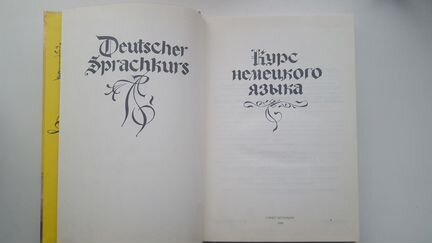 Deutscher
Sprachkurs
Курс
немецкого
языка